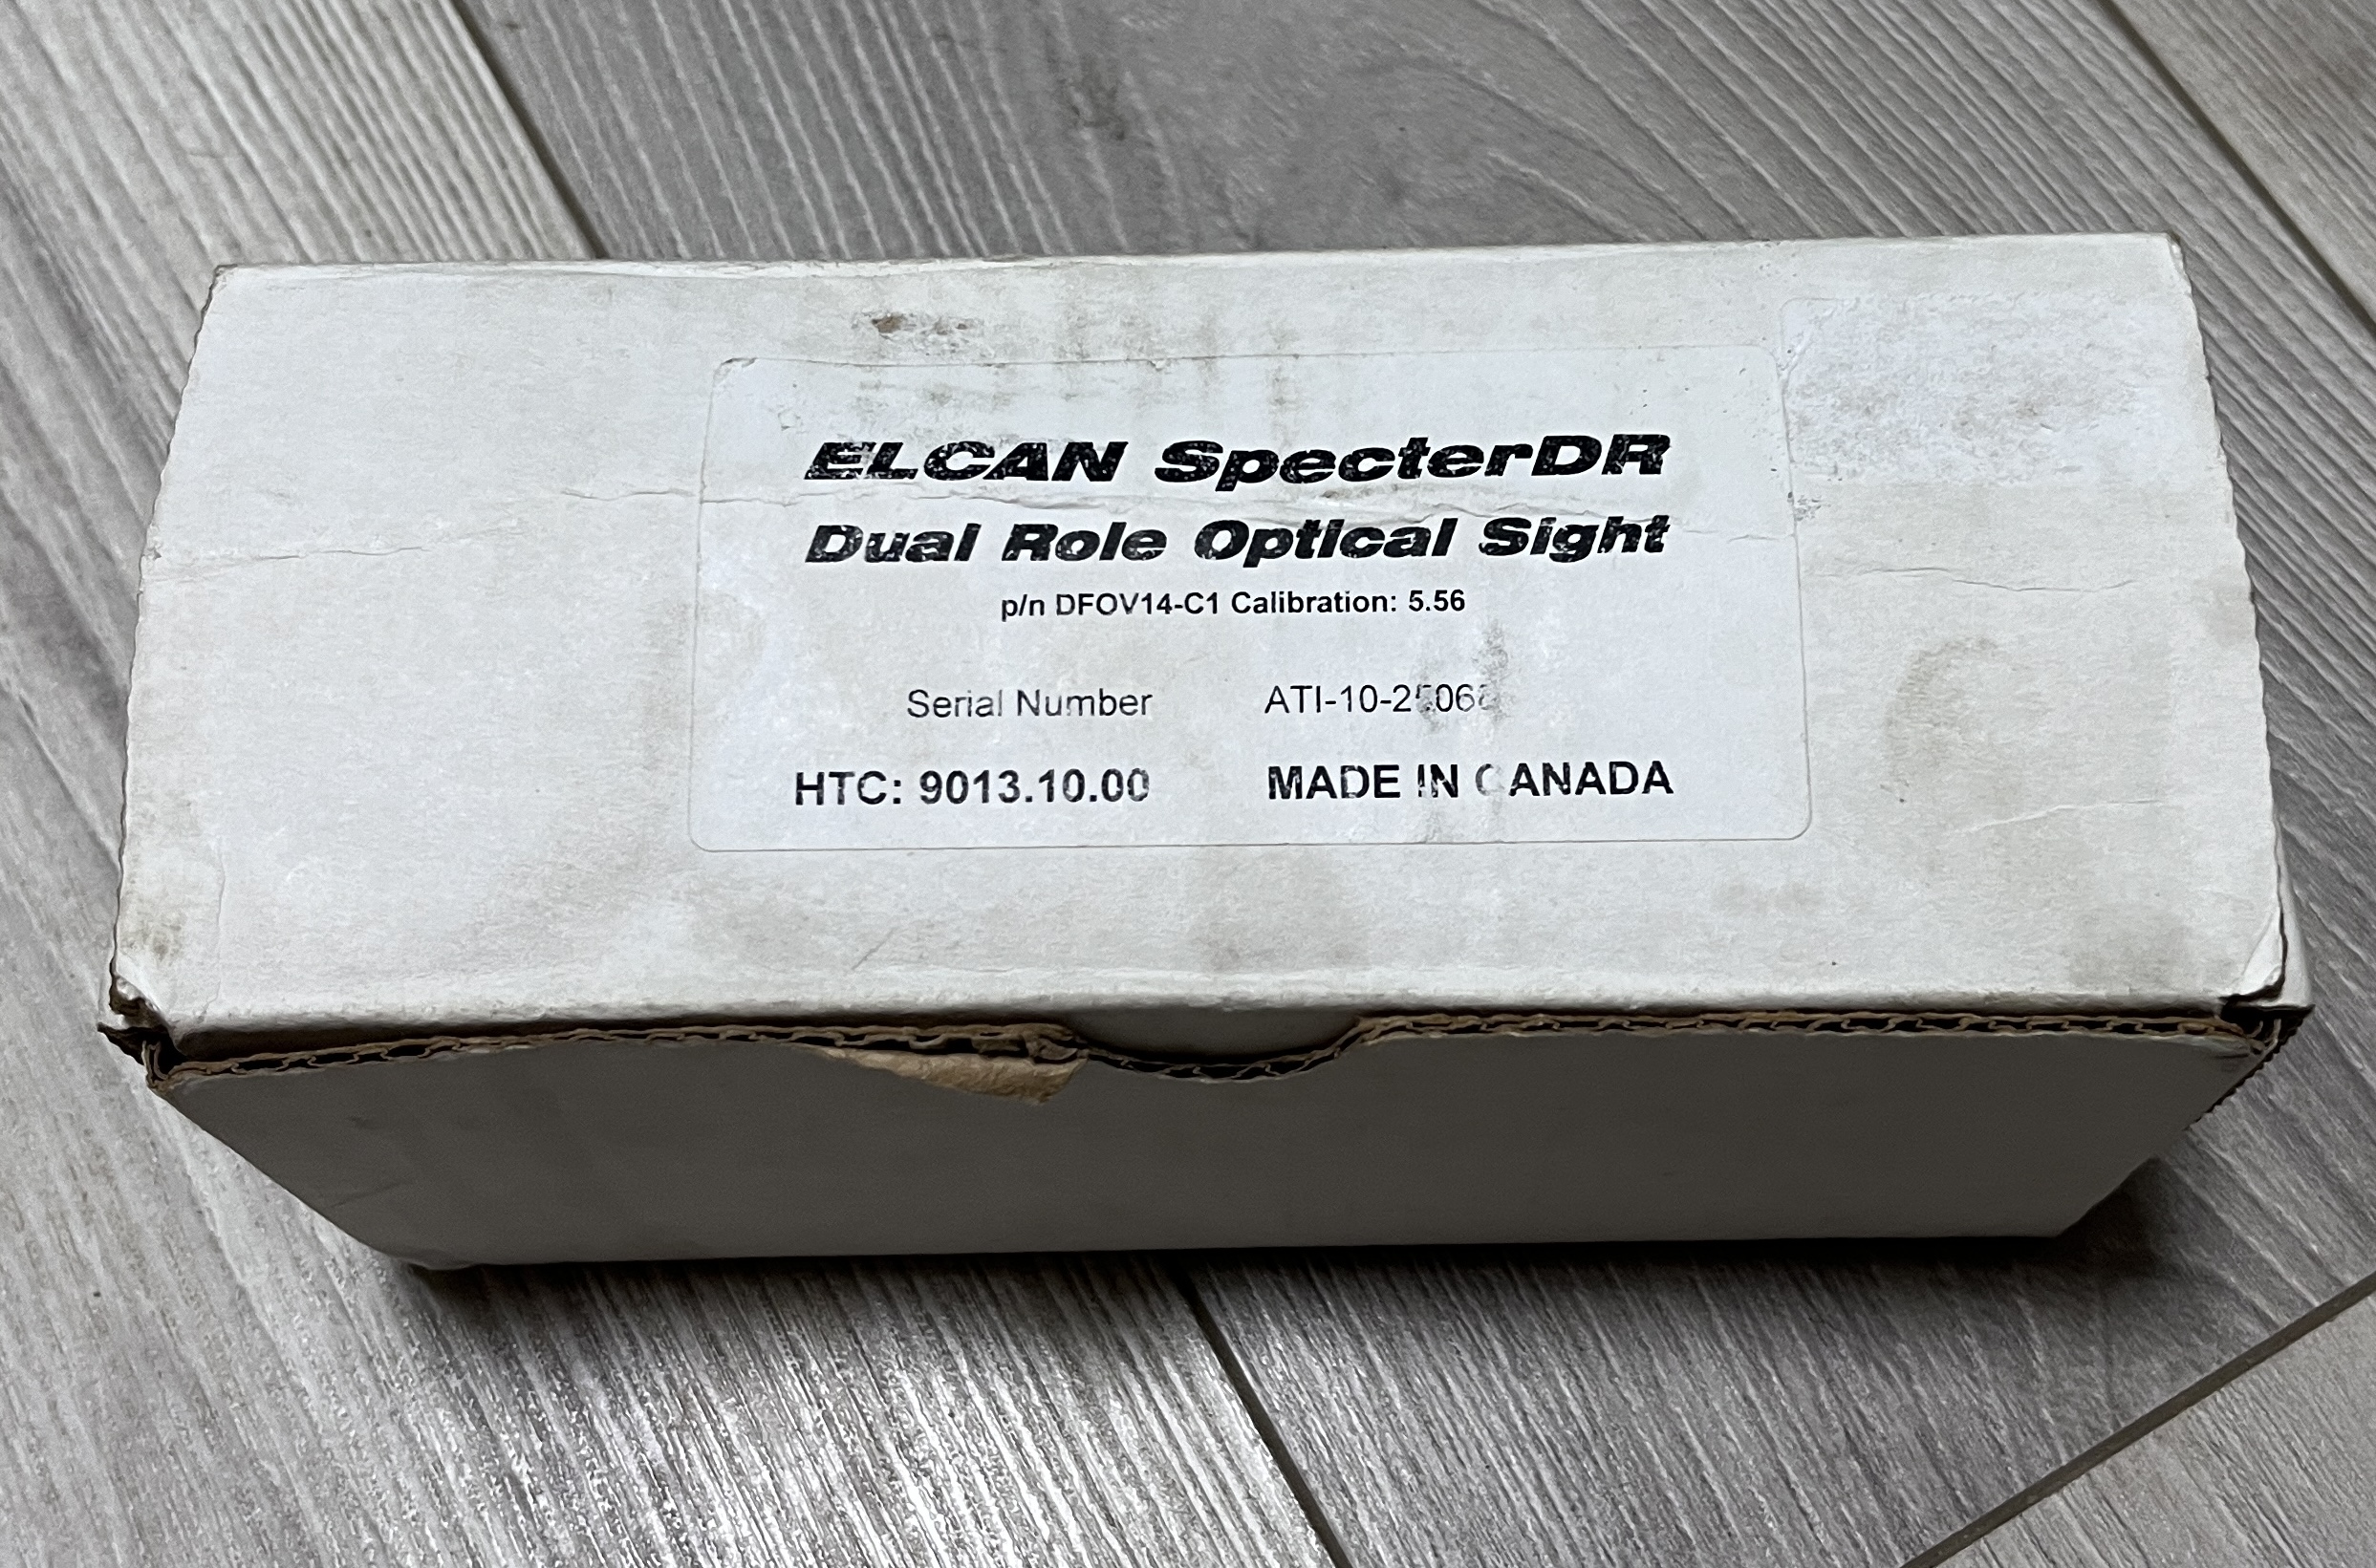 ELCAN SpecterDR
Dual Role Optical Sight
p/n DFOV14-C1 Calibration: 5.56
Serial Number
HTC: 9013.10.00 MADE IN CANADA